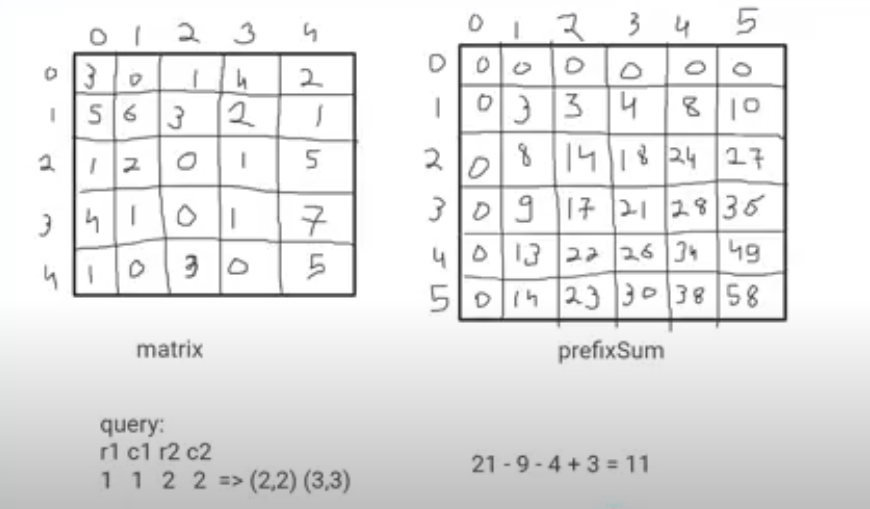 0 1 2 3 4
0 3 0 1 4 2
1 5 6 3 2 1
2 1 2 0 1 5
3 4 1 0 1 7
4 1 0 3 0 5
matrix
0 1 2 3 4 5
0 0 0 0 0 0 0
1 0 3 3 4 8 10
2 0 8 14 18 24 27
3 0 9 17 21 28 36
4 0 13 22 26 34 49
5 0 14 23 30 38 58
prefixSum
query:
r1 c1 r2 c2
1 1 2 2 => (2,2) (3,3)
21 - 9 - 4 + 3 = 11